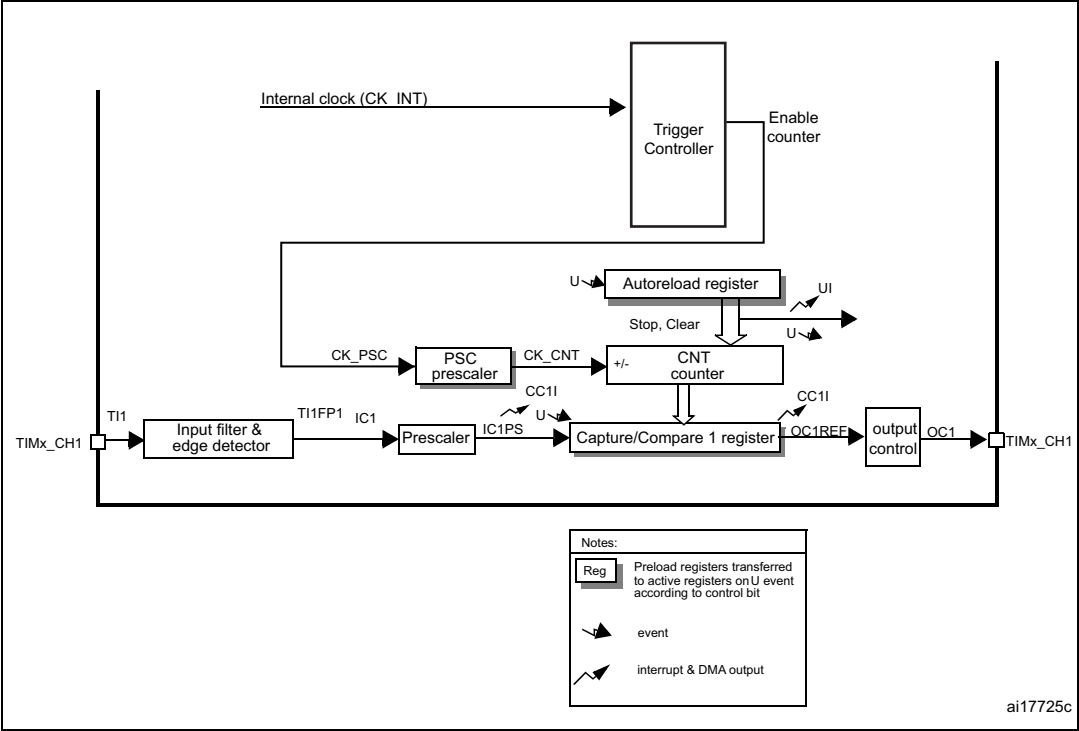 Internal clock (CK_INT)
Trigger
Controller
Enable
counter
U
Autoreload register
UI
Stop, Clear
U
CK_PSC
PSC
prescaler
CK_CNT
+/-
CNT
counter
CC1I
CC1I
U
TI1
TI1FP1
IC1
TIMx_CH1
Input filter &
edge detector
Prescaler
IC1PS
Capture/Compare 1 register
OC1REF
output
control
OC1
TIMx_CH1
Notes:
Reg
Preload registers transferred
to active registers on U event
according to control bit
event
interrupt & DMA output
ai17725c